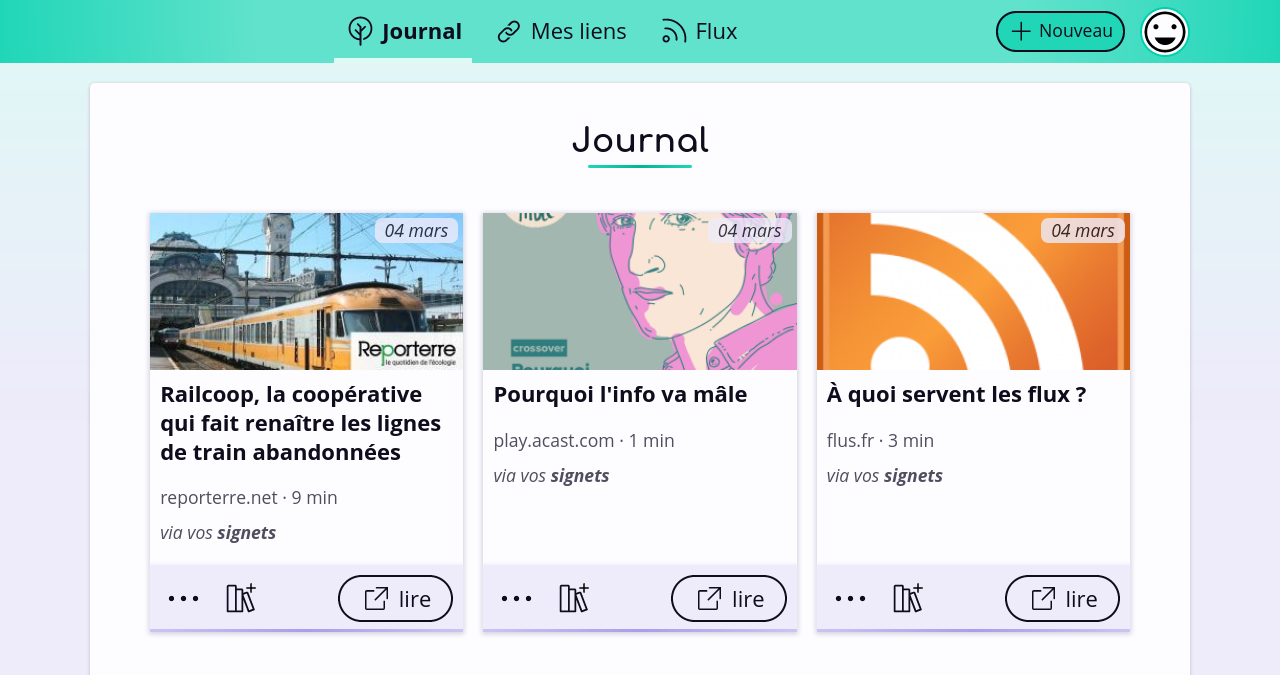 Journal
Mes liens
Flux
Nouveau
Journal
04 mars
Reporterre
le quotidien de l'écologie
Railcoop, la coopérative
qui fait renaître les lignes
de train abandonnées
reporterre.net · 9 min
via vos signets
lire
04 mars
crossover
Pourquoi
Pourquoi l'info va mâle
play.acast.com · 1 min
via vos signets
lire
04 mars
À quoi servent les flux ?
flus.fr · 3 min
via vos signets
lire